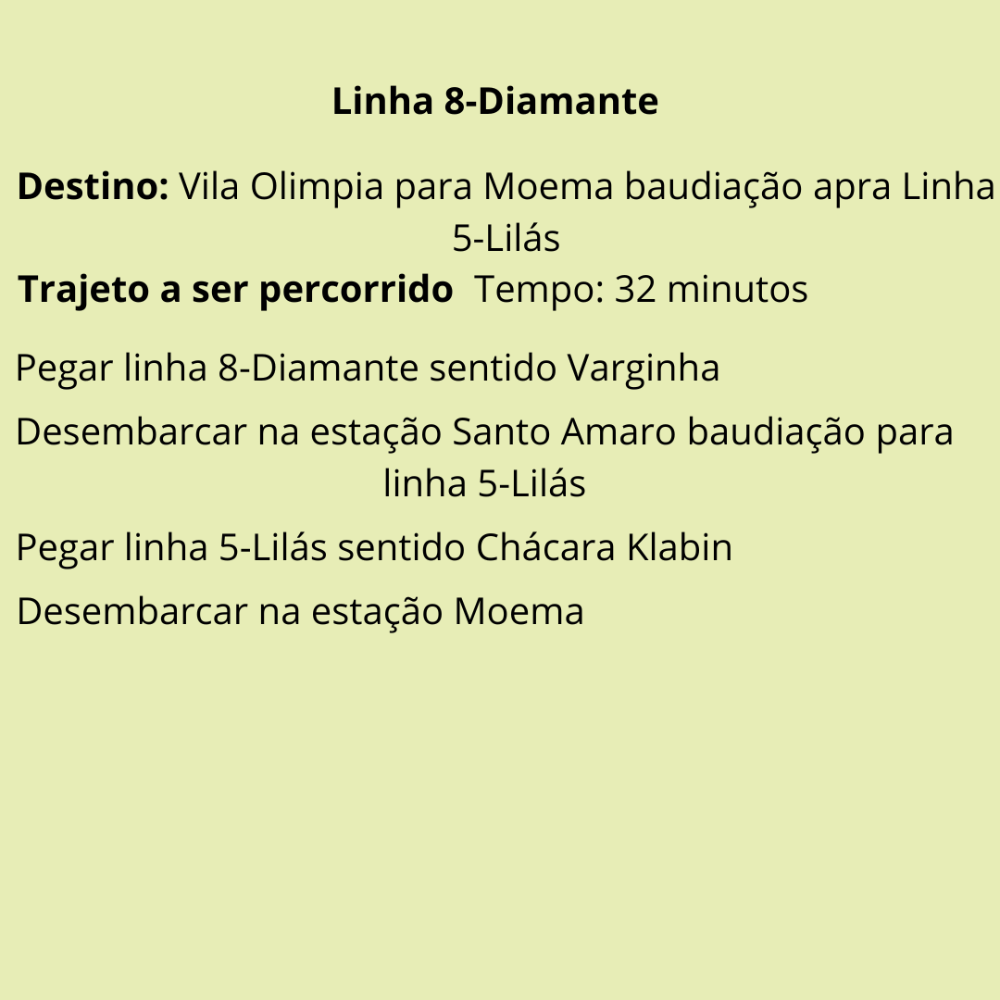 Linha 8-Diamante
Destino: Vila Olimpia para Moema baudiação apra Linha
5-Lilás
Trajeto a ser percorrido Tempo: 32 minutos
Pegar linha 8-Diamante sentido Varginha
Desembarcar na estação Santo Amaro baudiação para
linha 5-Lilás
Pegar linha 5-Lilás sentido Chácara Klabin
Desembarcar na estação Moema